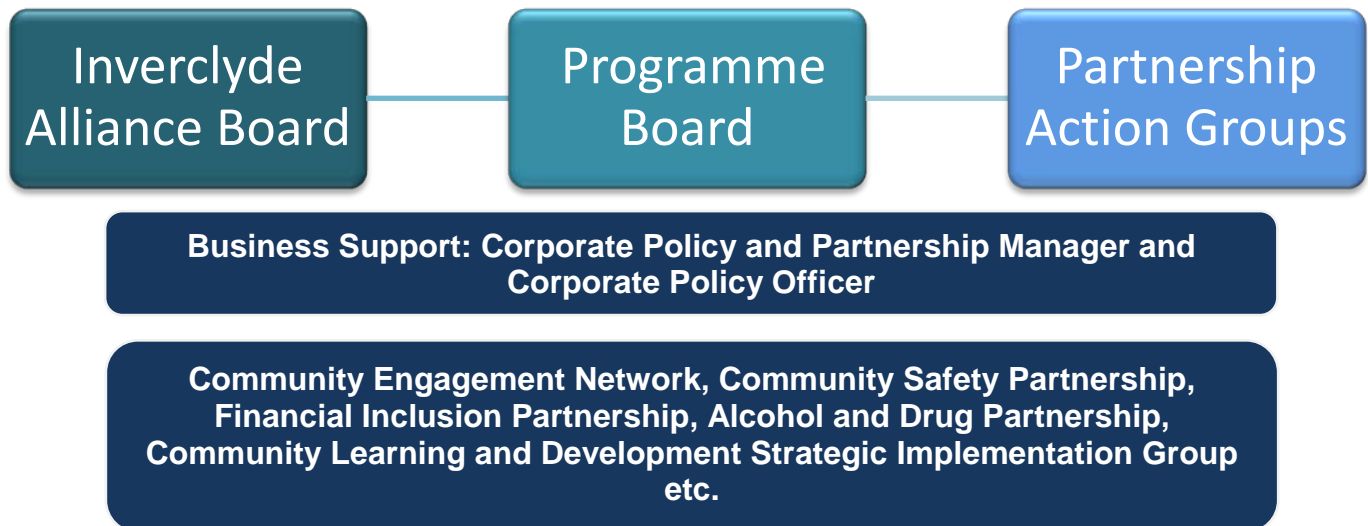 Inverclyde
Alliance Board
Programme
Board
Partnership
Action Groups
Business Support: Corporate Policy and Partnership Manager and
Corporate Policy Officer
Community Engagement Network, Community Safety Partnership,
Financial Inclusion Partnership, Alcohol and Drug Partnership,
Community Learning and Development Strategic Implementation Group
etc.